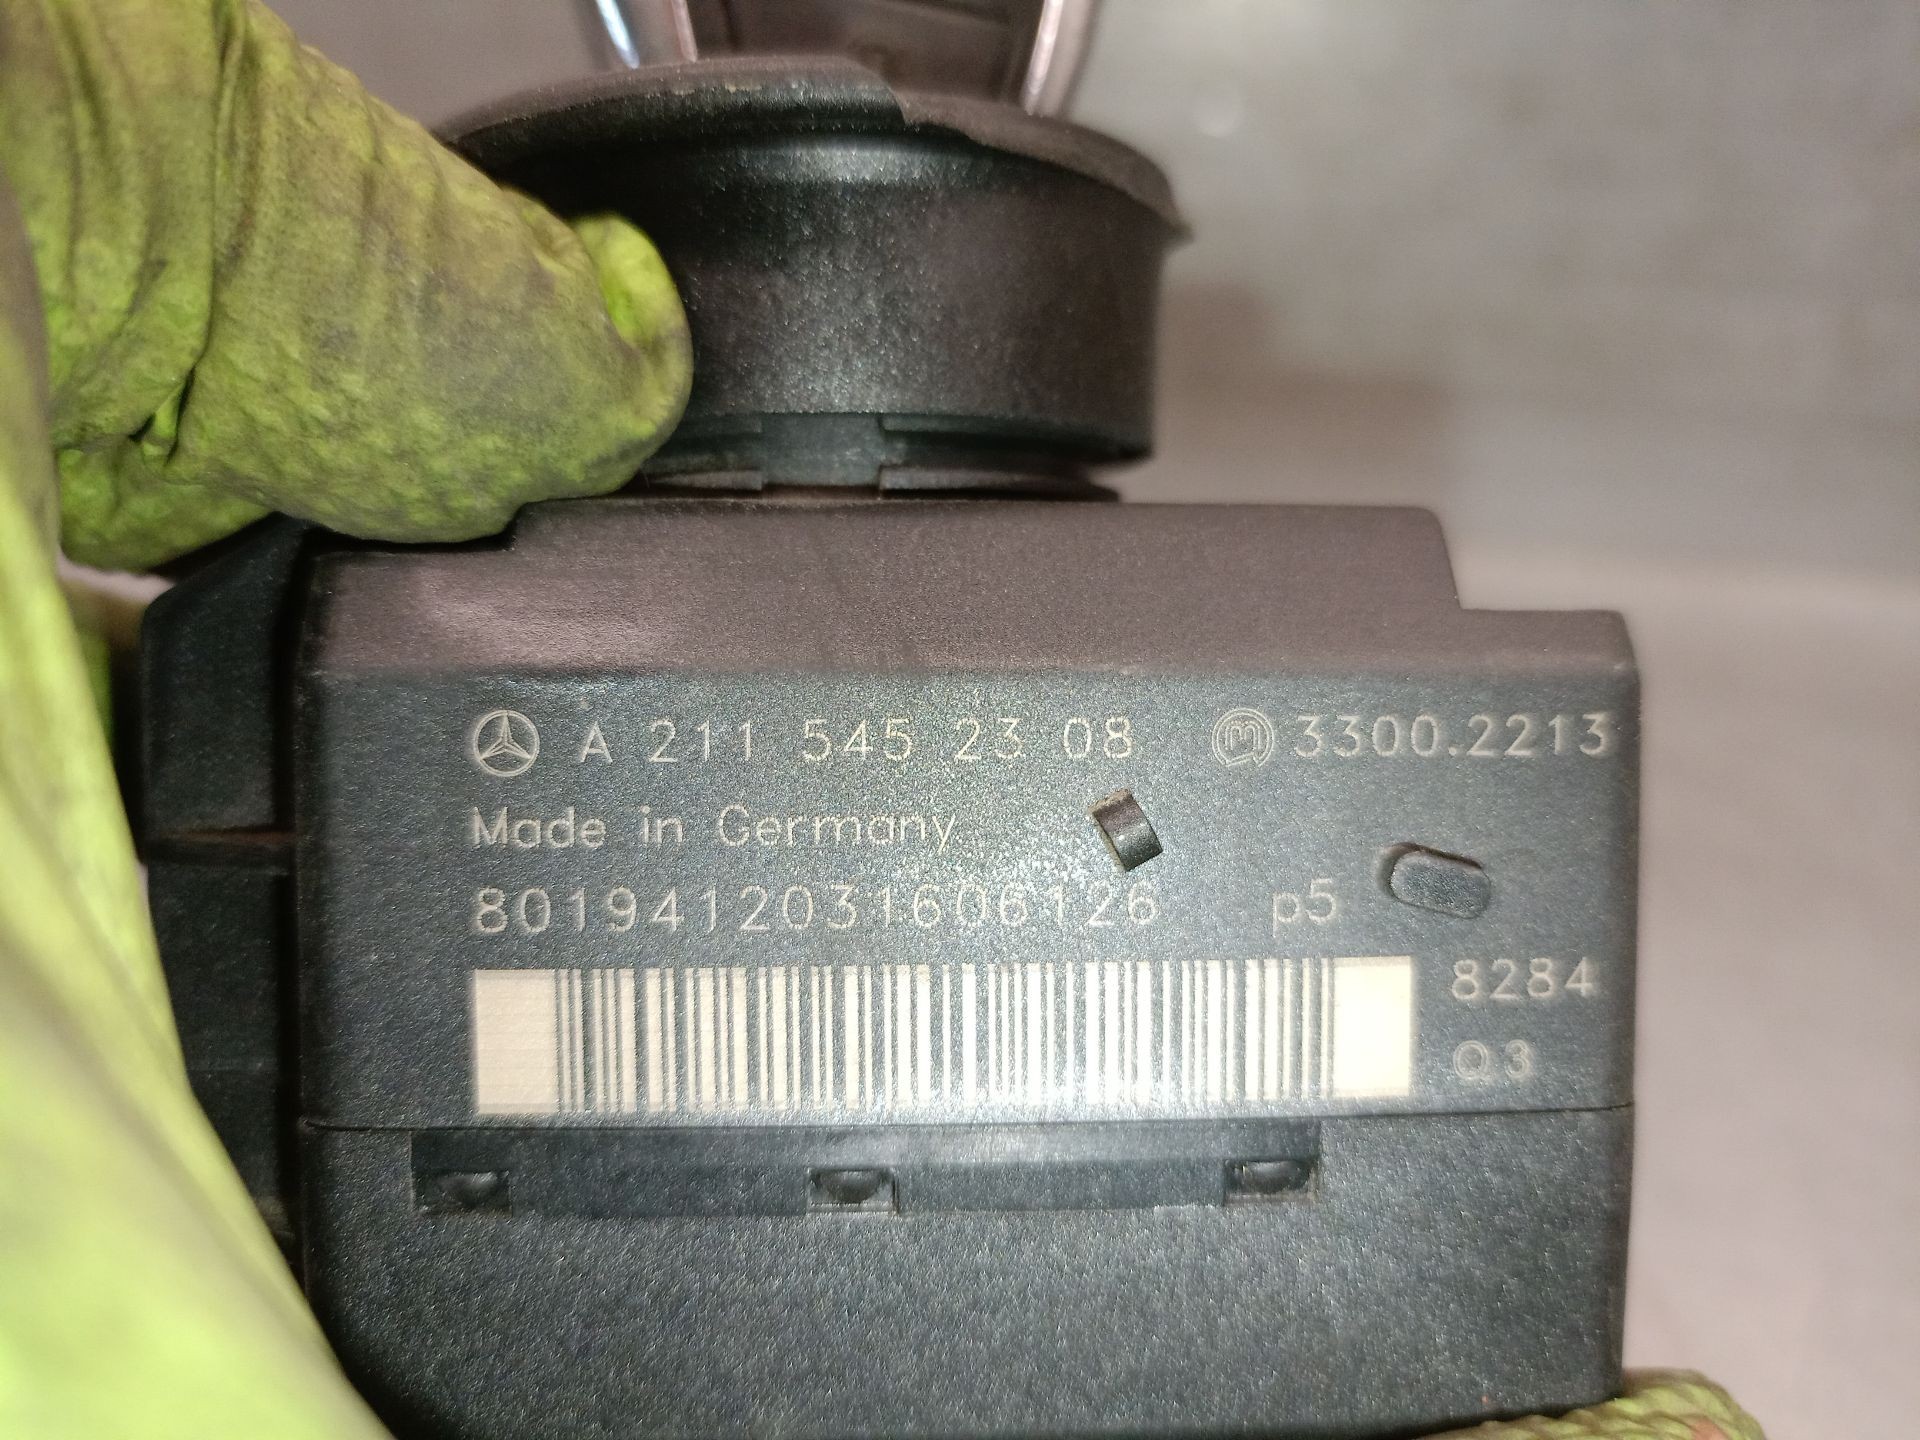 A 211 545 23 08 m 3300.2213
Made in Germany
8019412031606126 p5
8284
Q3